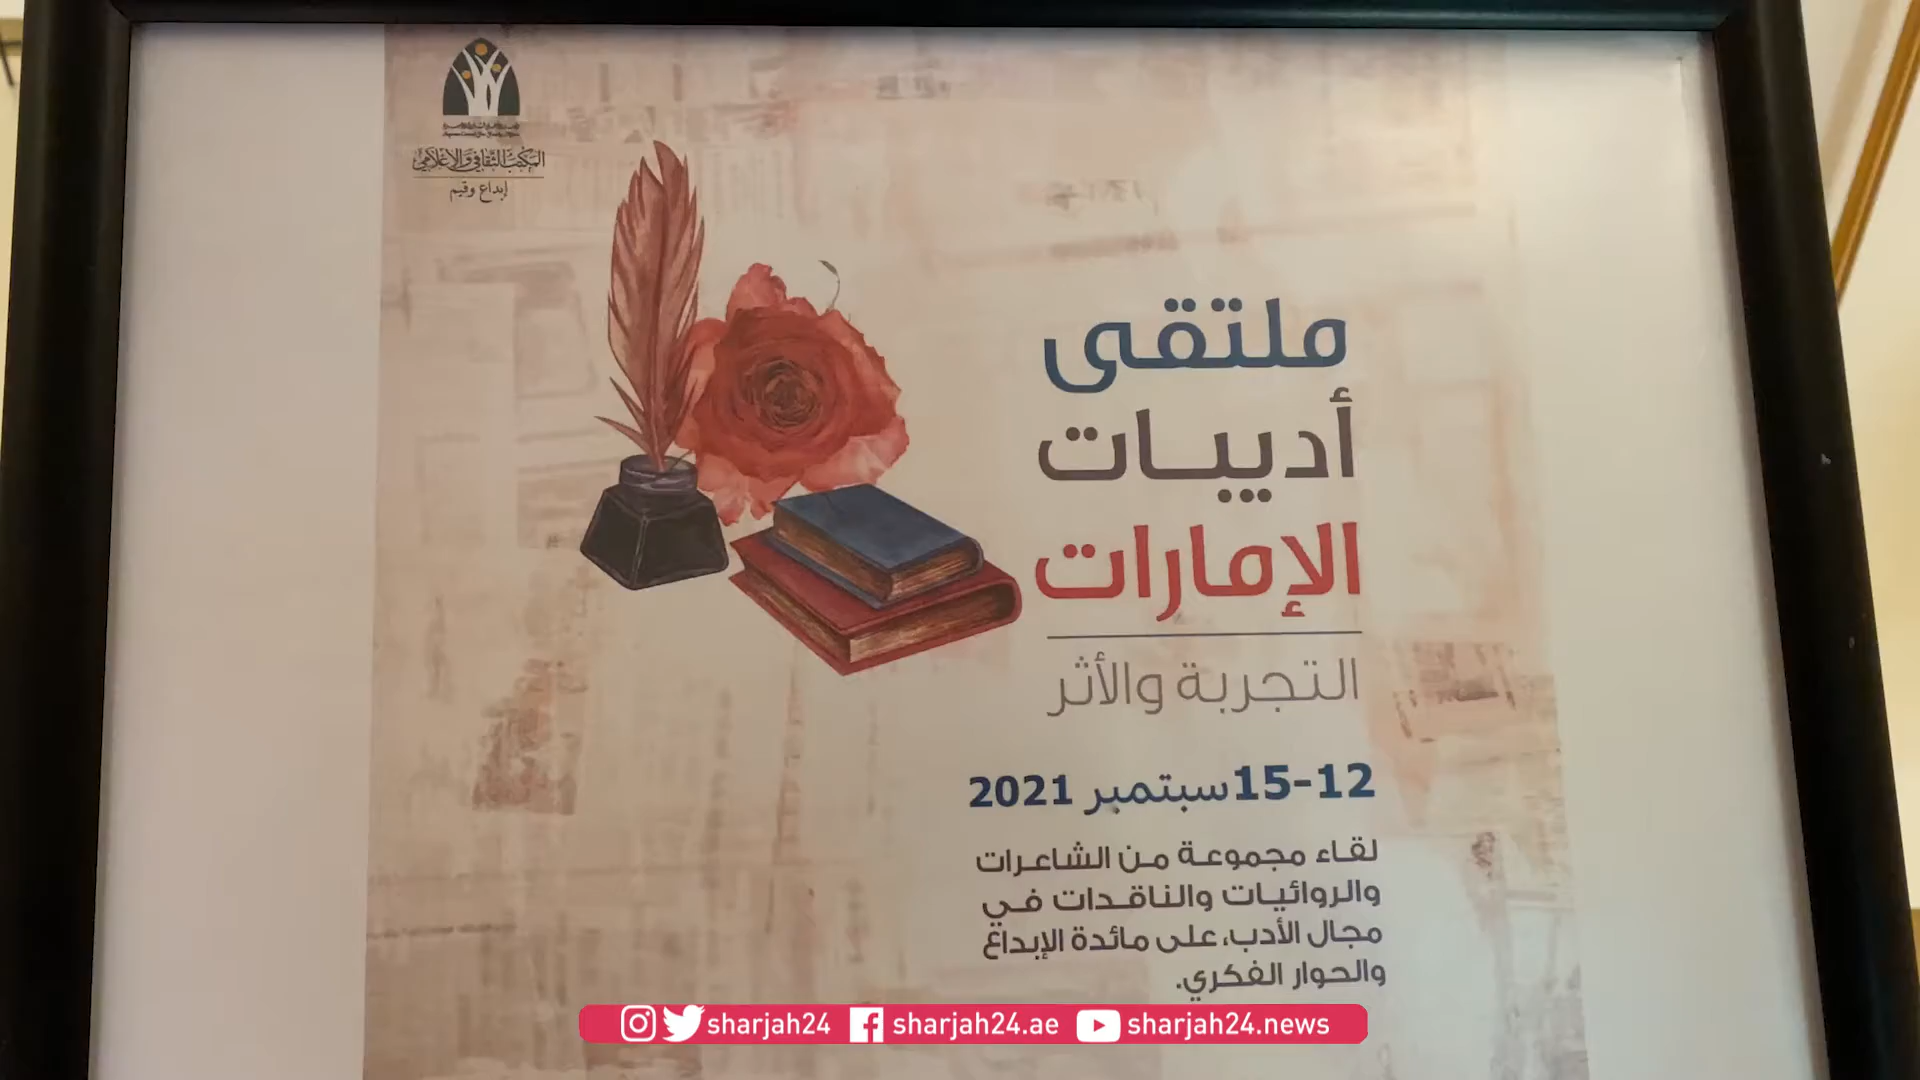 المكتب الثقافي والإعلامي
إبداع وقيم
ملتقى
أديبات
الإمارات
التجربة والأثر
12-15 سبتمبر 2021
لقاء مجموعة من الشاعرات
والروائيات والناقدات في
مجال الأدب، على مائدة الإبداع
والحوار الفكري.
sharjah24 sharjah24.ae sharjah24.news